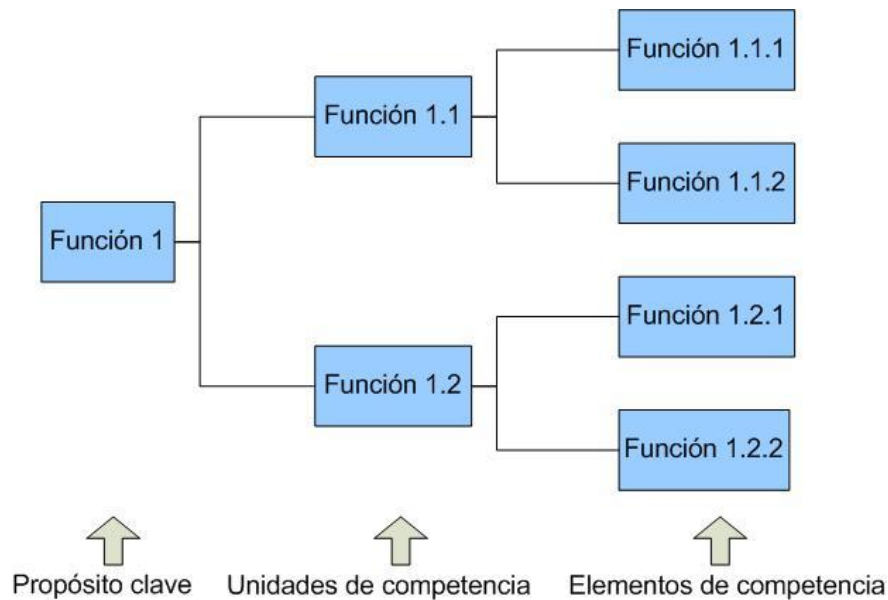 Función 1.1.1
Función 1.1
Función 1.1.2
Función 1
Función 1.2.1
Función 1.2
Función 1.2.2
Propósito clave
Unidades de competencia
Elementos de competencia